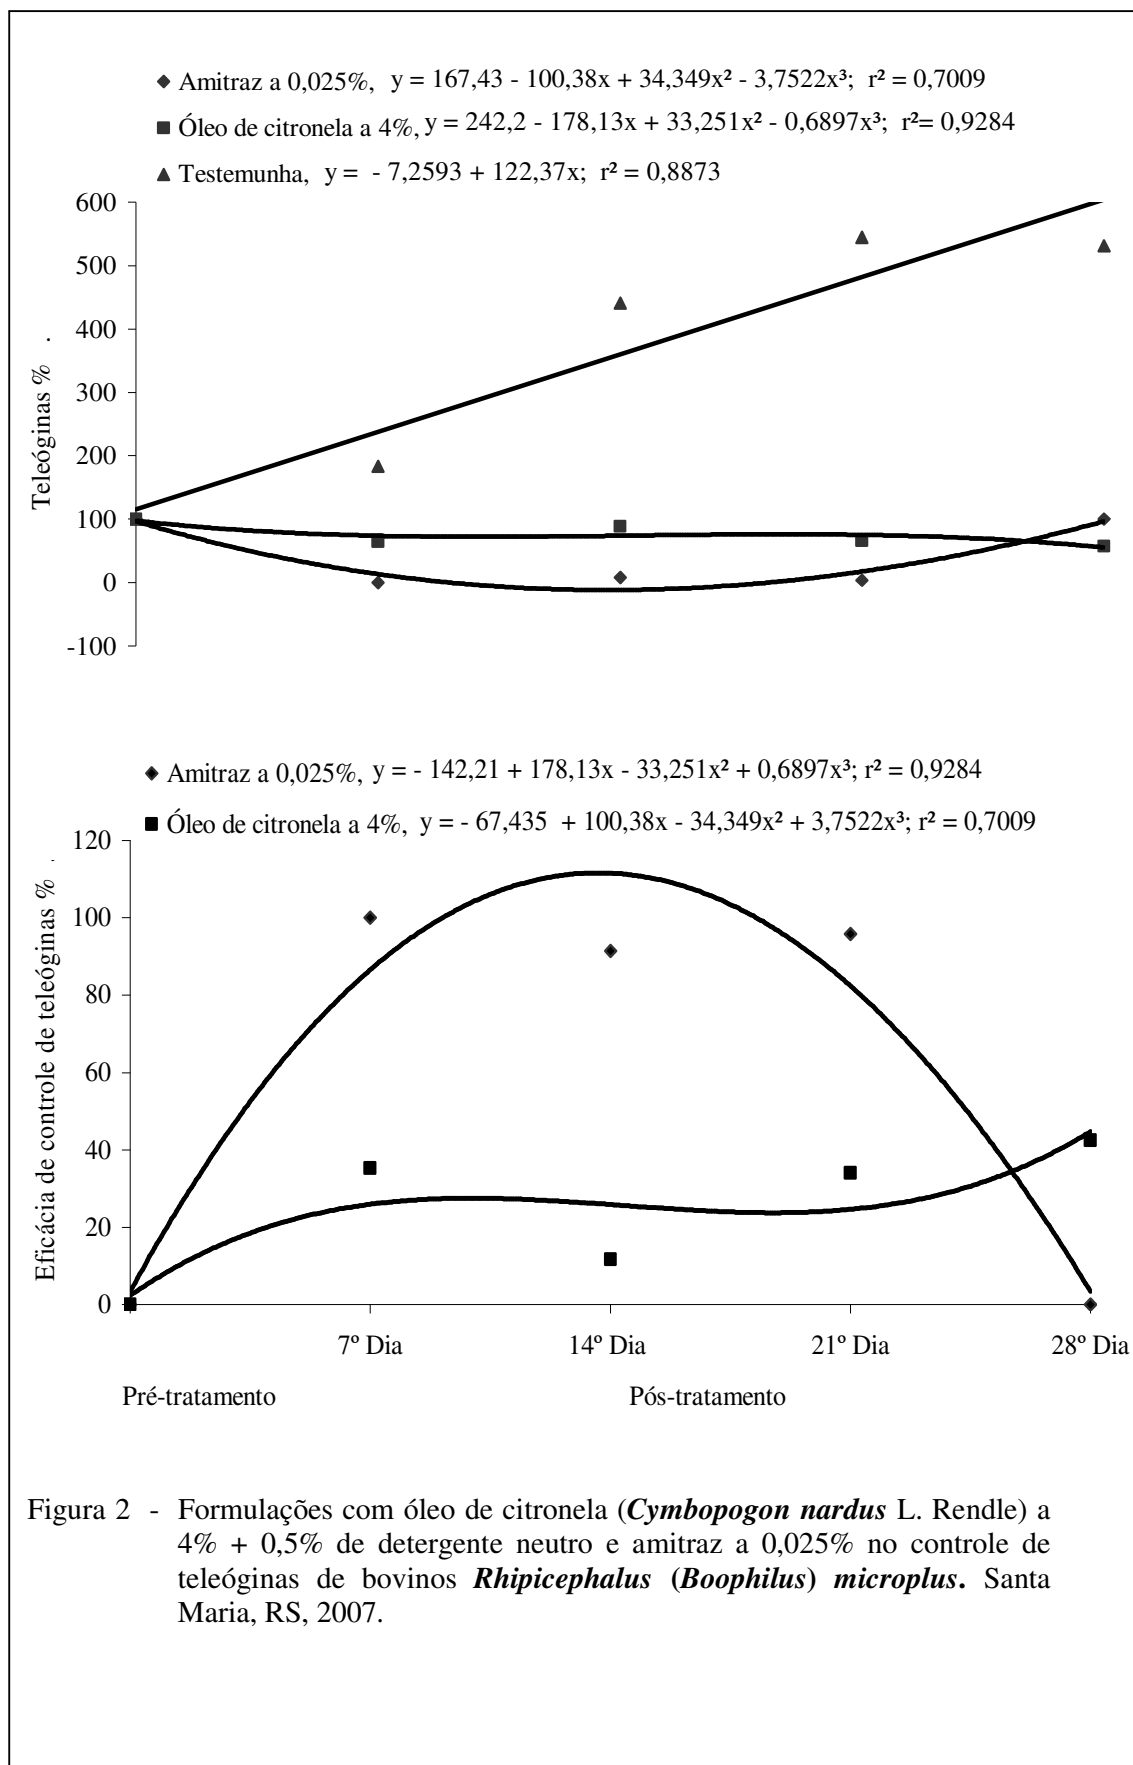 Amitraz a 0,025%, y = 167,43 - 100,38x + 34,349x² - 3,7522x³; r² = 0,7009
Óleo de citronela a 4%, y = 242,2 - 178,13x + 33,251x² - 0,6897x³; r²= 0,9284
Testemunha, y = - 7,2593 + 122,37x; r² = 0,8873
600
500
400
300
200
100
0
-100
Teleóginas % .
Amitraz a 0,025%, y = - 142,21 + 178,13x - 33,251x² + 0,6897x³; r² = 0,9284
Óleo de citronela a 4%, y = - 67,435 + 100,38x - 34,349x² + 3,7522x³; r² = 0,7009
120
100
80
60
40
20
0
Eficácia de controle de teleóginas % .
7º Dia 14º Dia 21º Dia 28º Dia
Pré-tratamento Pós-tratamento
Figura 2 - Formulações com óleo de citronela (Cymbopogon nardus L. Rendle) a
4% + 0,5% de detergente neutro e amitraz a 0,025% no controle de
teleóginas de bovinos Rhipicephalus (Boophilus) microplus. Santa
Maria, RS, 2007.